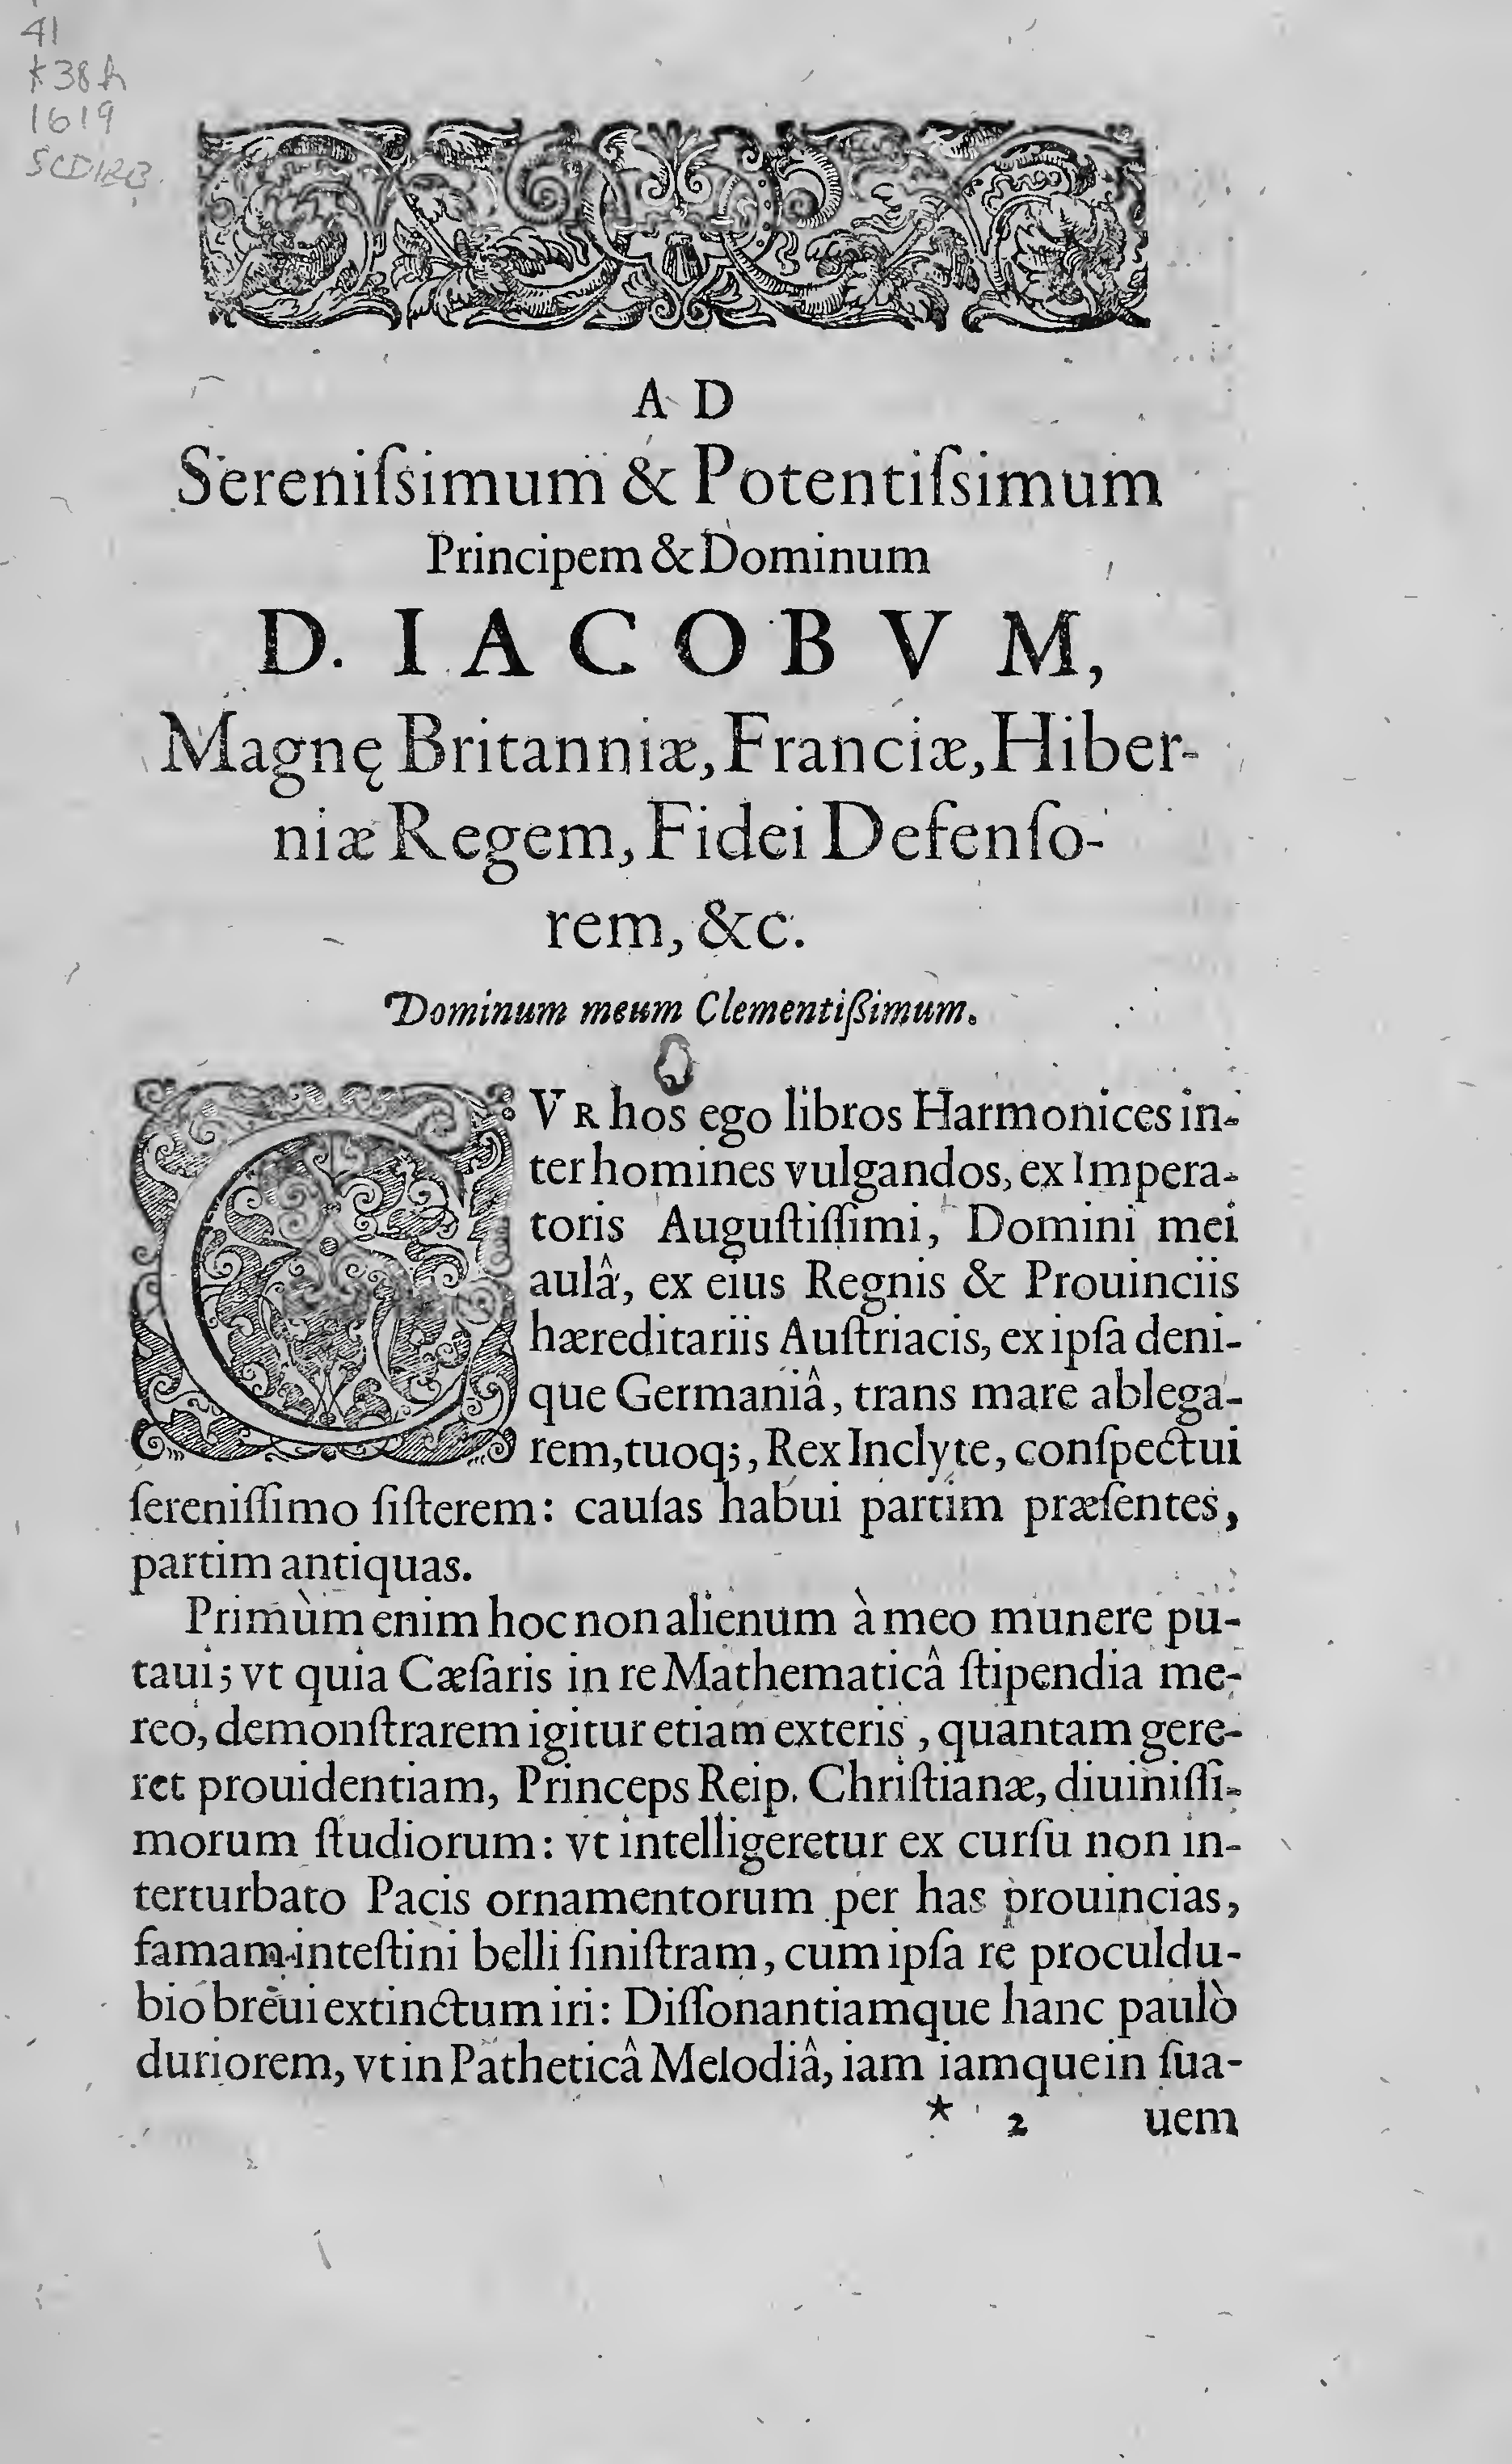 41
1619
A D
Sereniſsimum & Potentiſsimum
Principem & Dominum
D. I A C O B V M,
Magnę Britanniæ, Franciæ, Hiber-
niæ Regem, Fidei Defenſo-
rem, &c.
Dominum meum Clementißimum.
CVR hos ego libros Harmonices in-
ter homines vulgandos, ex Impera-
toris Auguſtiſſimi, Domini mei
aulâ, ex eius Regnis & Prouinciis
hæreditariis Auſtriacis, ex ipſa deni-
que Germaniâ, trans mare ablega-
rem, tuoq;, Rex Inclyte, conſpectui
ſereniſſimo ſiſterem: cauſas habui partim præſentes,
partim antiquas.
Primùm enim hoc non alienum à meo munere pu-
taui; vt quia Cæſaris in re Mathematicâ ſtipendia me-
reo, demonſtrarem igitur etiam exteris, quantam gere-
ret prouidentiam, Princeps Reip. Chriſtianæ, diuiniſſi-
morum ſtudiorum: vt intelligeretur ex curſu non in-
terturbato Pacis ornamentorum per has prouincias,
famam inteſtini belli ſiniſtram, cum ipſa re proculdu-
bio breui extinctum iri: Diſſonantiamque hanc paulò
duriorem, vt in Patheticâ Melodiâ, iam iamque in ſua-
* 2 uem